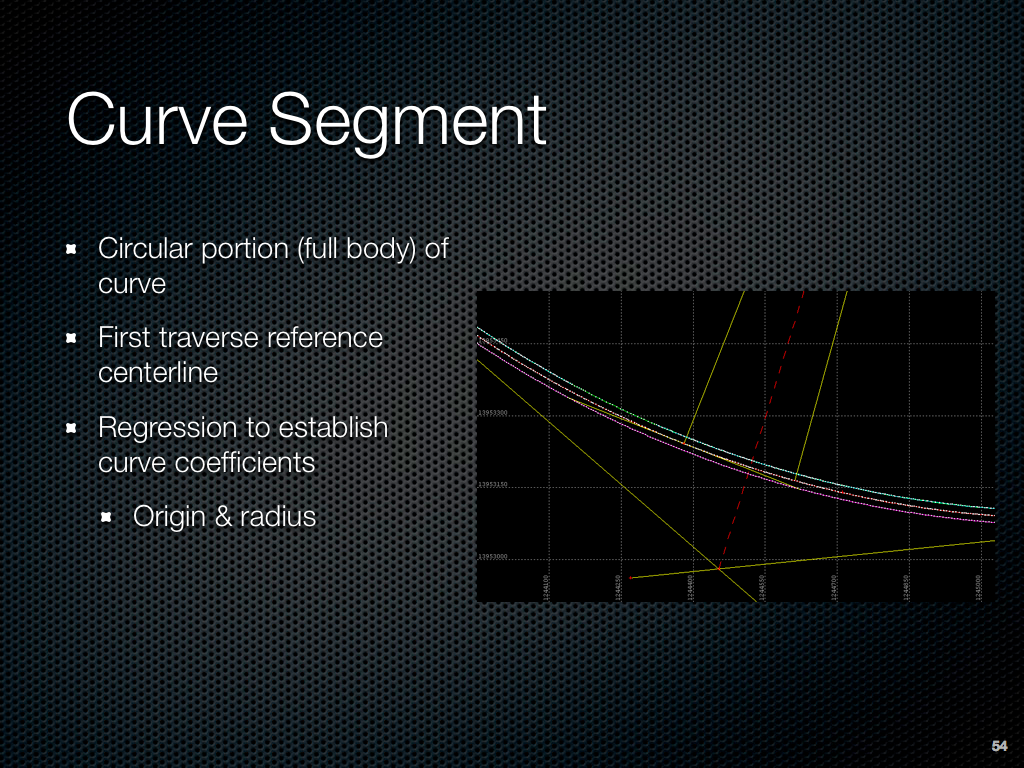 Curve Segment
Circular portion (full body) of
curve
First traverse reference
centerline
Regression to establish
curve coefficients
Origin & radius
13953300
13953150
13953000
1244100
1244250
1244400
1244550
1244700
1244850
1245000
54